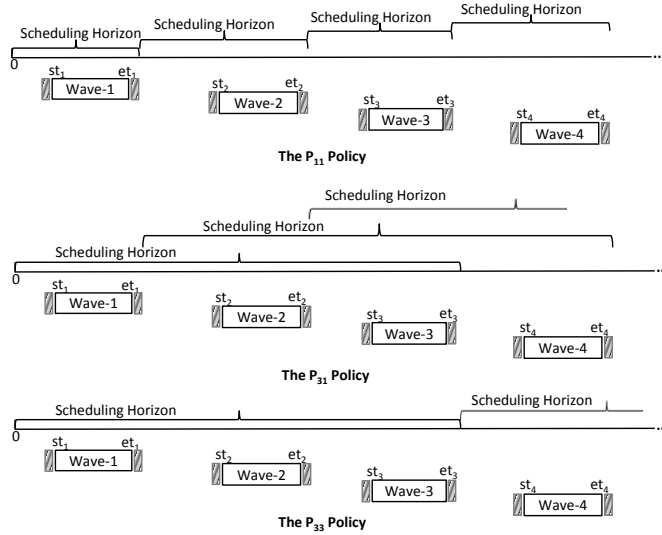 Scheduling Horizon
Scheduling Horizon Scheduling Horizon Scheduling Horizon
0 ...
st1 et1
Wave-1
st2 et2
Wave-2
st3 et3
Wave-3
st4 et4
Wave-4
The P11 Policy
Scheduling Horizon
Scheduling Horizon
Scheduling Horizon
0 ...
st1 et1
Wave-1
st2 et2
Wave-2
st3 et3
Wave-3
st4 et4
Wave-4
The P31 Policy
Scheduling Horizon Scheduling Horizon
0 ...
st1 et1
Wave-1
st2 et2
Wave-2
st3 et3
Wave-3
st4 et4
Wave-4
The P33 Policy